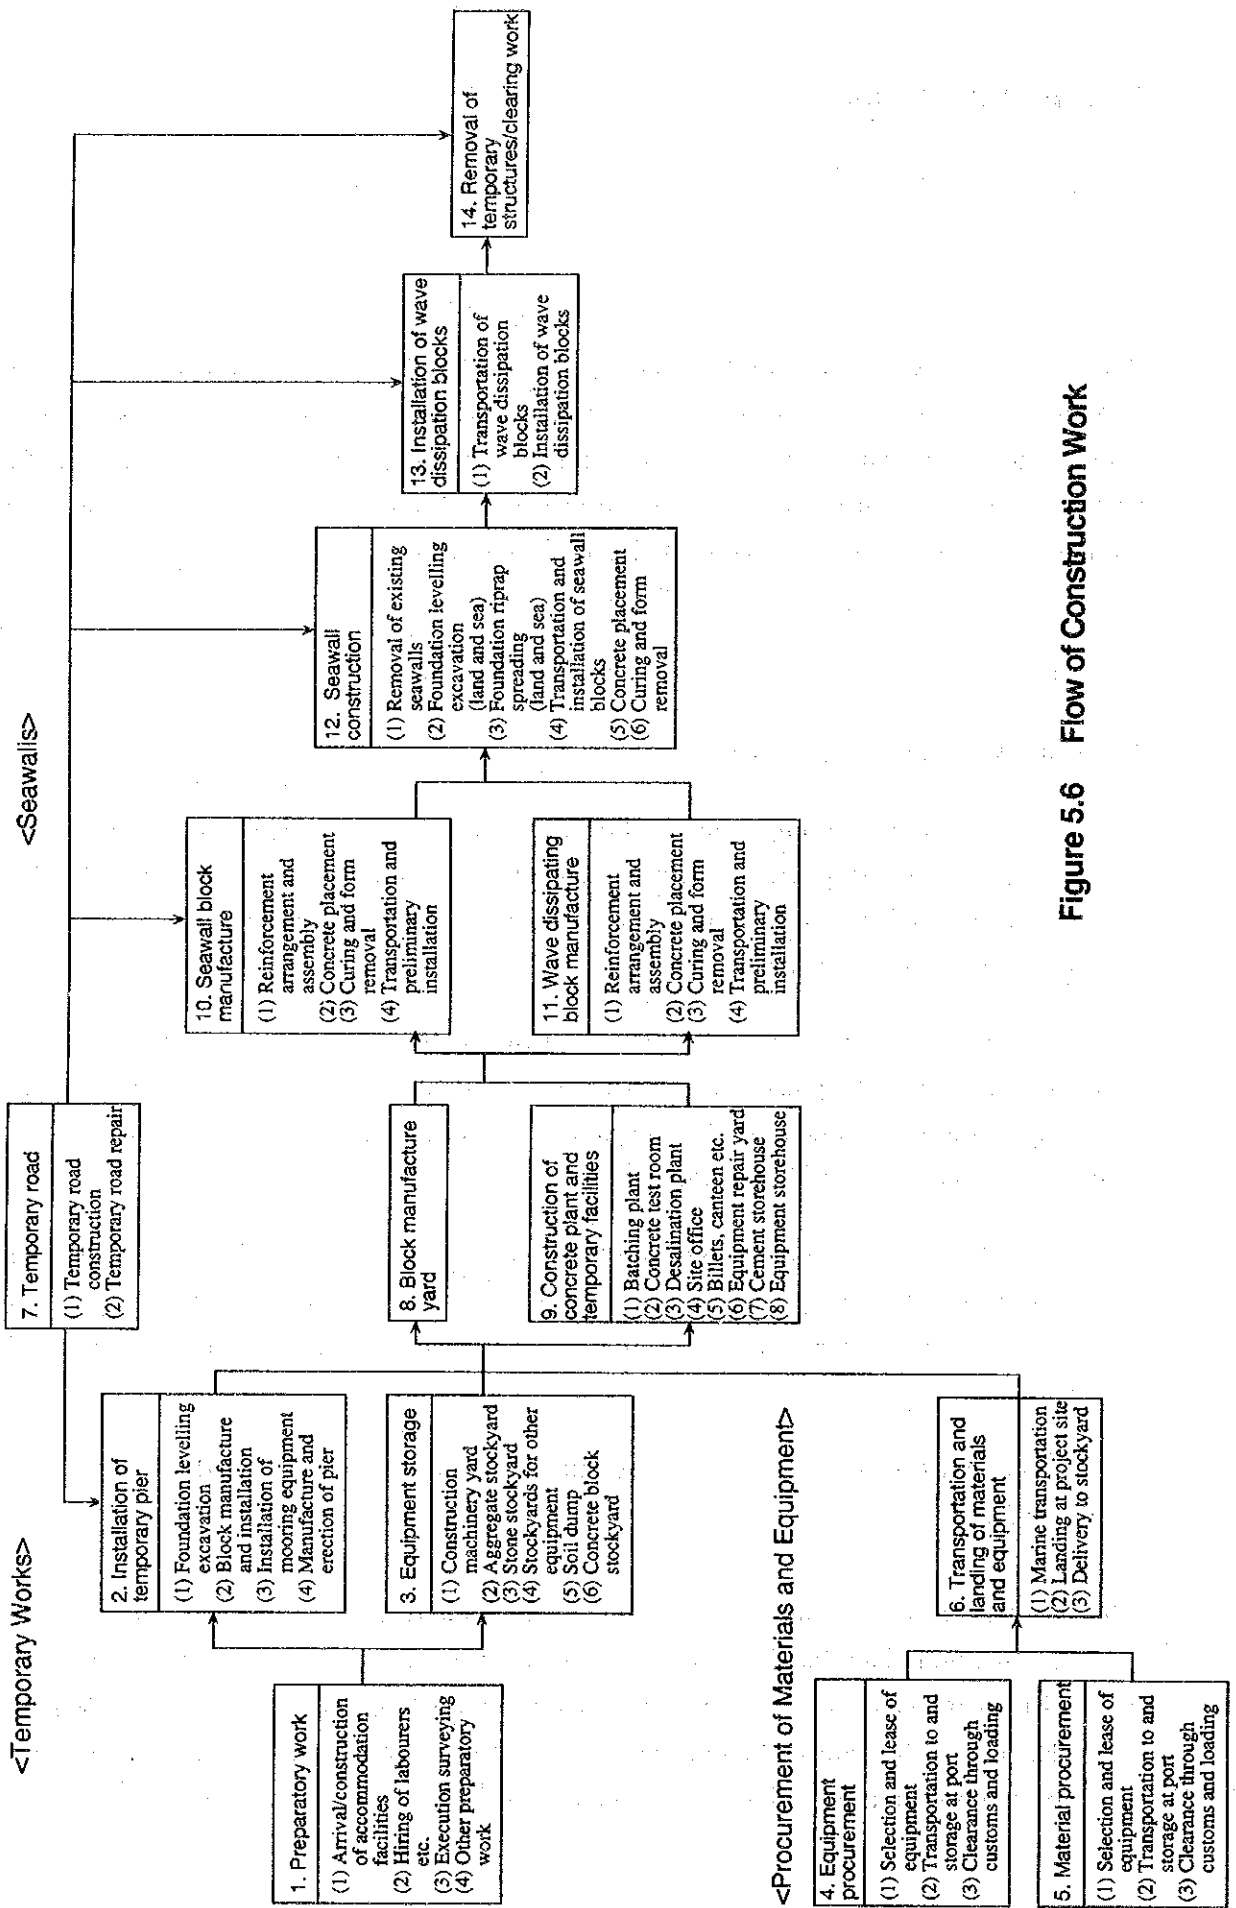 <Temporary Works>
1. Preparatory work
(1) Arrival/construction
of accomodation
facilities
(2) Hiring of labourers
etc.
(3) Execution surveying
(4) Other preparatory
work
2. Installation of
temporary pier
(1) Foundation levelling
excavation
(2) Block manufacture
and installation
(3) Installation of
mooring equipment
(4) Manufacture and
erection of pier
3. Equipment storage
(1) Construction
machinery yard
(2) Aggregate stockyard
(3) Stone stockyard
(4) Stockyards for other
equipment
(5) Soil dump
(6) Concrete block
stockyard
<Procurement of Materials and Equipment>
4. Equipment
procurement
(1) Selection and lease of
equipment
(2) Transportation to and
storage at port
(3) Clearance through
customs and loading
5. Material procurement
(1) Selection and lease of
equipment
(2) Transportation to and
storage at port
(3) Clearance through
customs and loading
6. Transportation and
landing of materials
and equipment
(1) Marine transportation
(2) Landing at project site
(3) Delivery to stockyard
7. Temporary road
(1) Temporary road
construction
(2) Temporary road repair
8. Block manufacture
yard
9. Construction of
concrete plant and
temporary facilities
(1) Batching plant
(2) Concrete test room
(3) Desalination plant
(4) Site office
(5) Billets, canteen etc.
(6) Equipment repair yard
(7) Cement storehouse
(8) Equipment storehouse
<Seawalls>
10. Seawall block
manufacture
(1) Reinforcement
arrangement and
assembly
(2) Concrete placement
(3) Curing and form
removal
(4) Transportation and
preliminary
installation
11. Wave dissipating
block manufacture
(1) Reinforcement
arrangement and
assembly
(2) Concrete placement
(3) Curing and form
removal
(4) Transportation and
preliminary
installation
12. Seawall
construction
(1) Removal of existing
seawalls
(2) Foundation levelling
excavation
(land and sea)
(3) Foundation riprap
spreading
(land and sea)
(4) Transportation and
installation of seawall
blocks
(5) Concrete placement
(6) Curing and form
removal
13. Installation of wave
dissipation blocks
(1) Transportation of
wave dissipation
blocks
(2) Installation of wave
dissipation blocks
14. Removal of
temporary
structures/clearing work
Figure 5.6 Flow of Construction Work